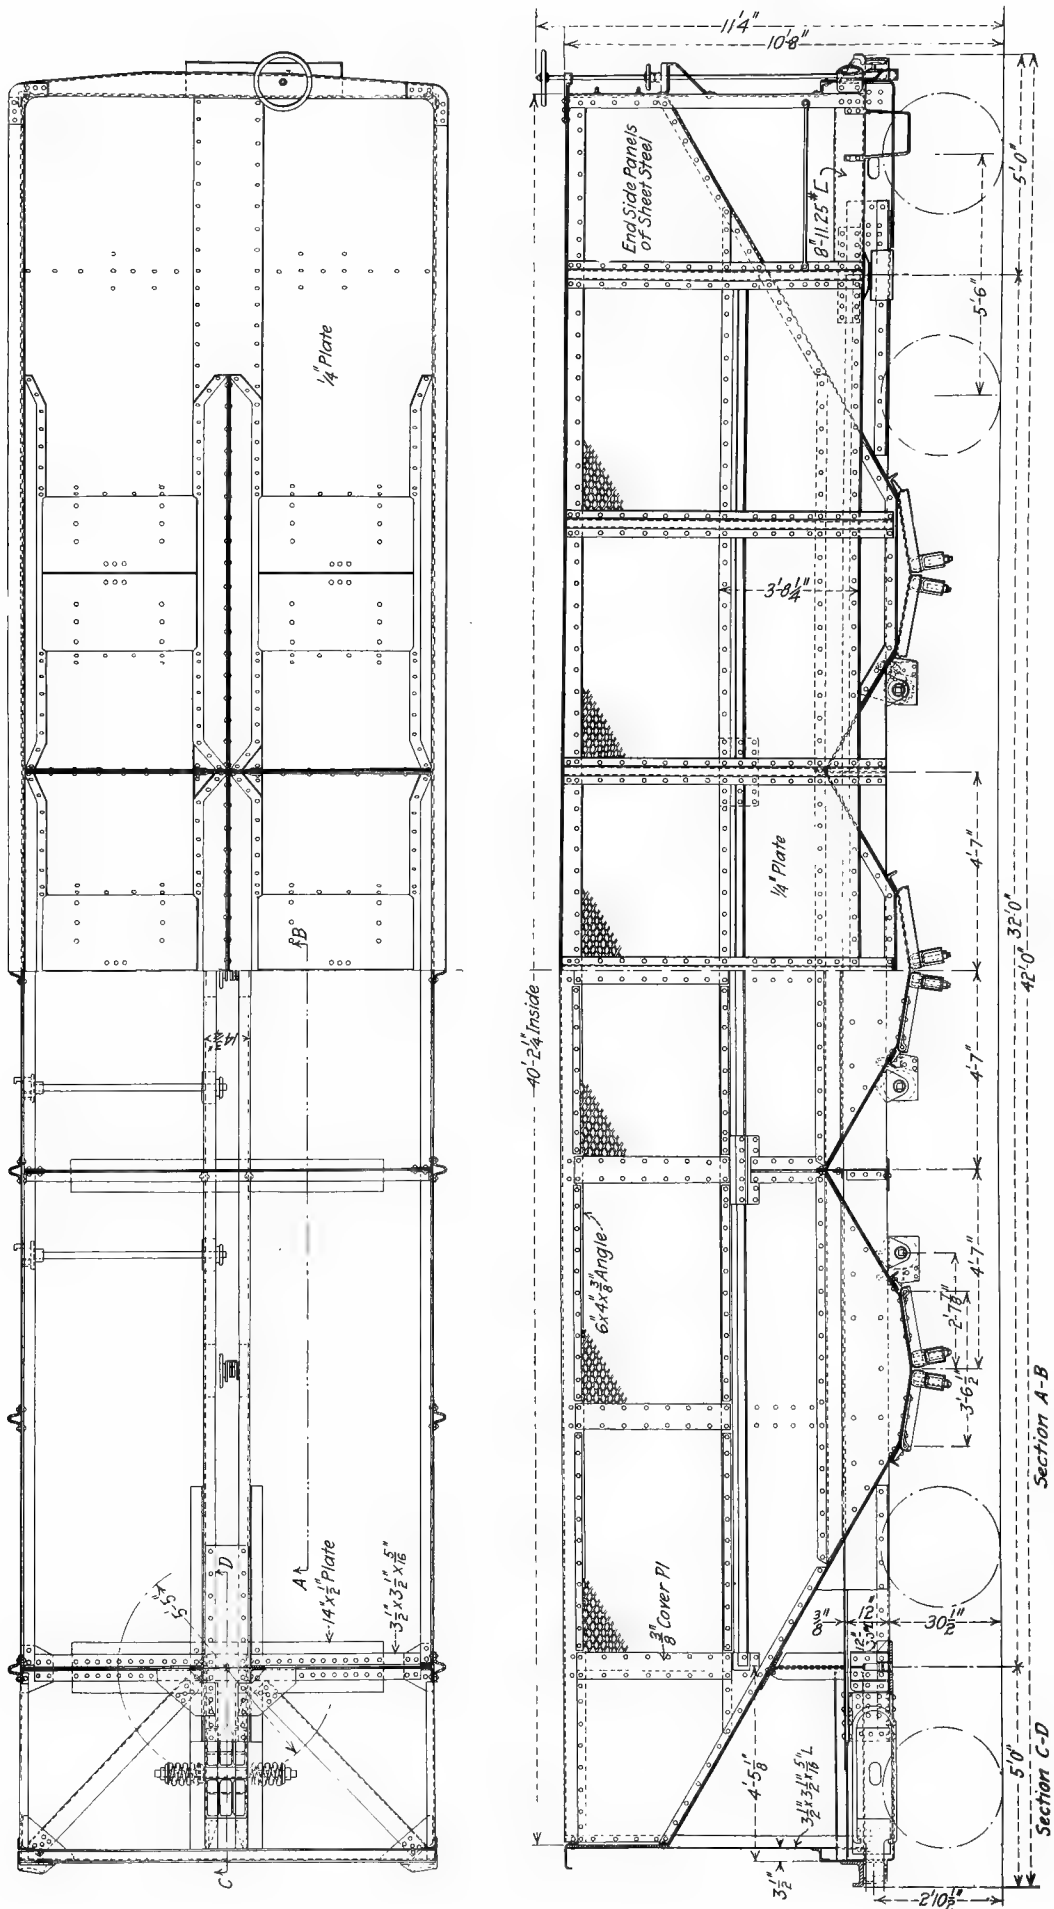 11'4"
10'-8"
End Side Panels
of Sheet Steel
8"-11.25# [
5'-0"
5'-6"
1/4" Plate
3'-8 1/4"
1/4" Plate
4'-7"
B
14 3/4"
40'-2 1/4" Inside
32'-0"
42'-0"
4'-7"
6"x4"x3/8" Angle
4'-7"
2'-7 7/8"
3'-6 1/2"
Section A-B
A
D
14"x1/2" Plate
3 1/2"x3 1/2"x5/16"
5'-5"
3/8" Cover Pl
3/8"
12"
30 1/2"
4'-5 1/8"
3 1/2"x3 1/2"x5/16" L
3 1/2"
5'0"
2'10 1/2"
C
Section C-D